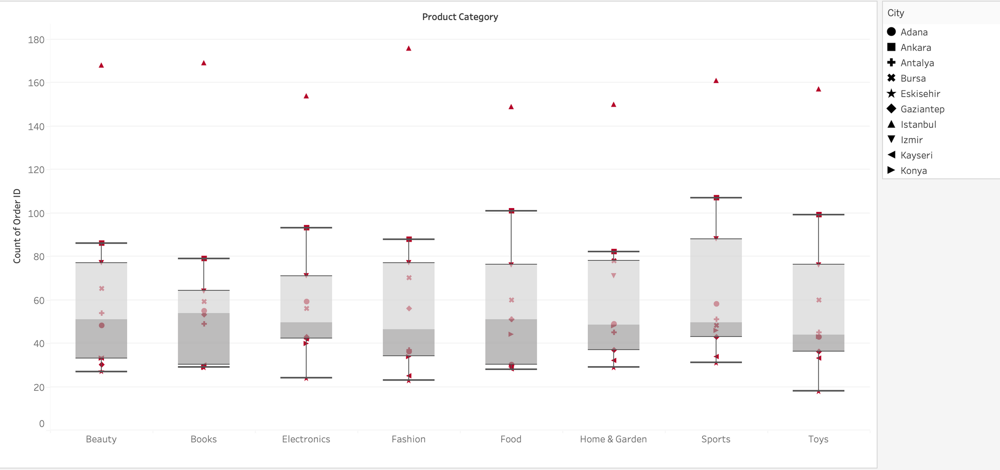 Product Category
City
Adana
Ankara
Antalya
Bursa
Eskisehir
Gaziantep
Istanbul
Izmir
Kayseri
Konya
Count of Order ID
180
160
140
120
100
80
60
40
20
0
Beauty Books Electronics Fashion Food Home & Garden Sports Toys